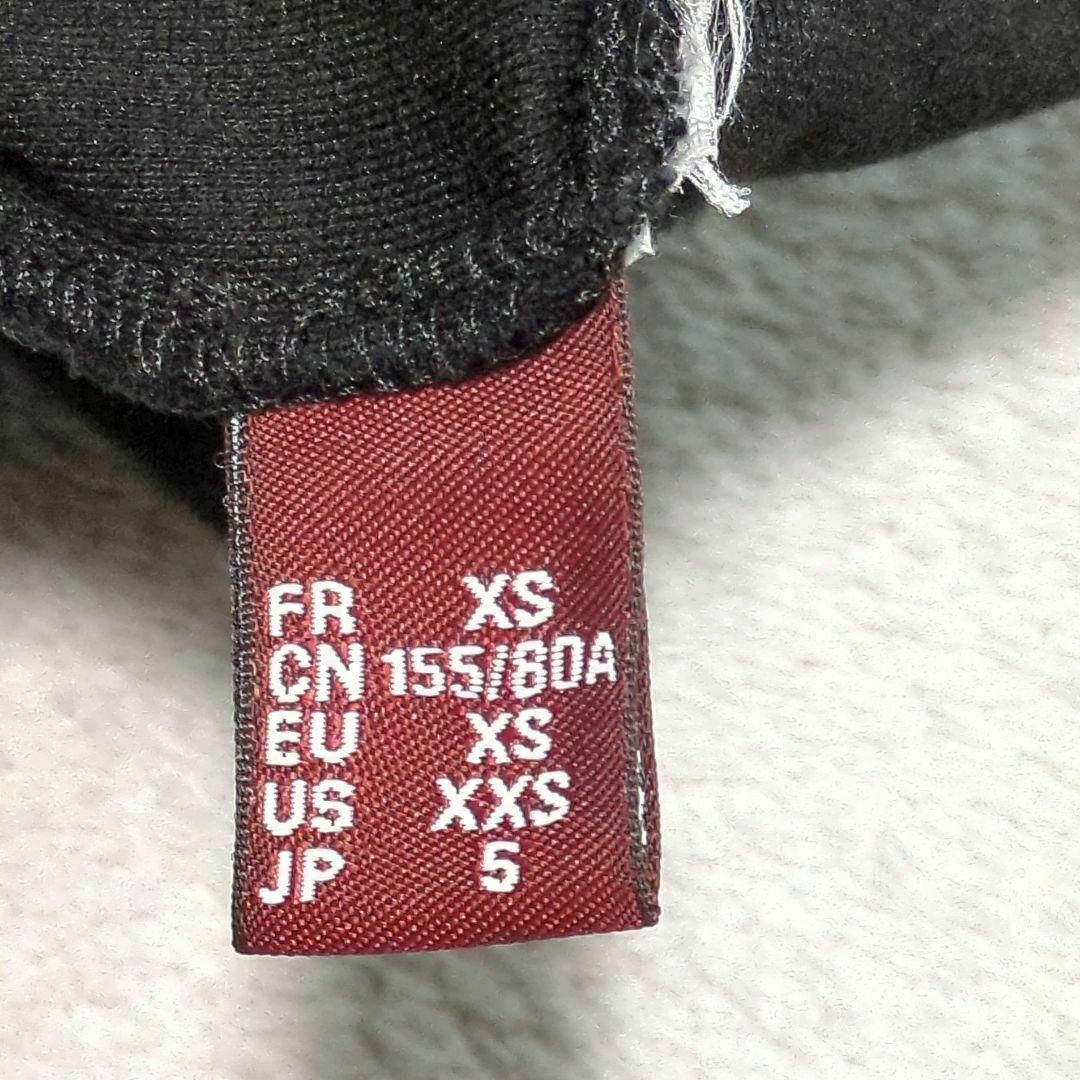 FR XS
CN 155/80A
EU XS
US XXS
JP 5